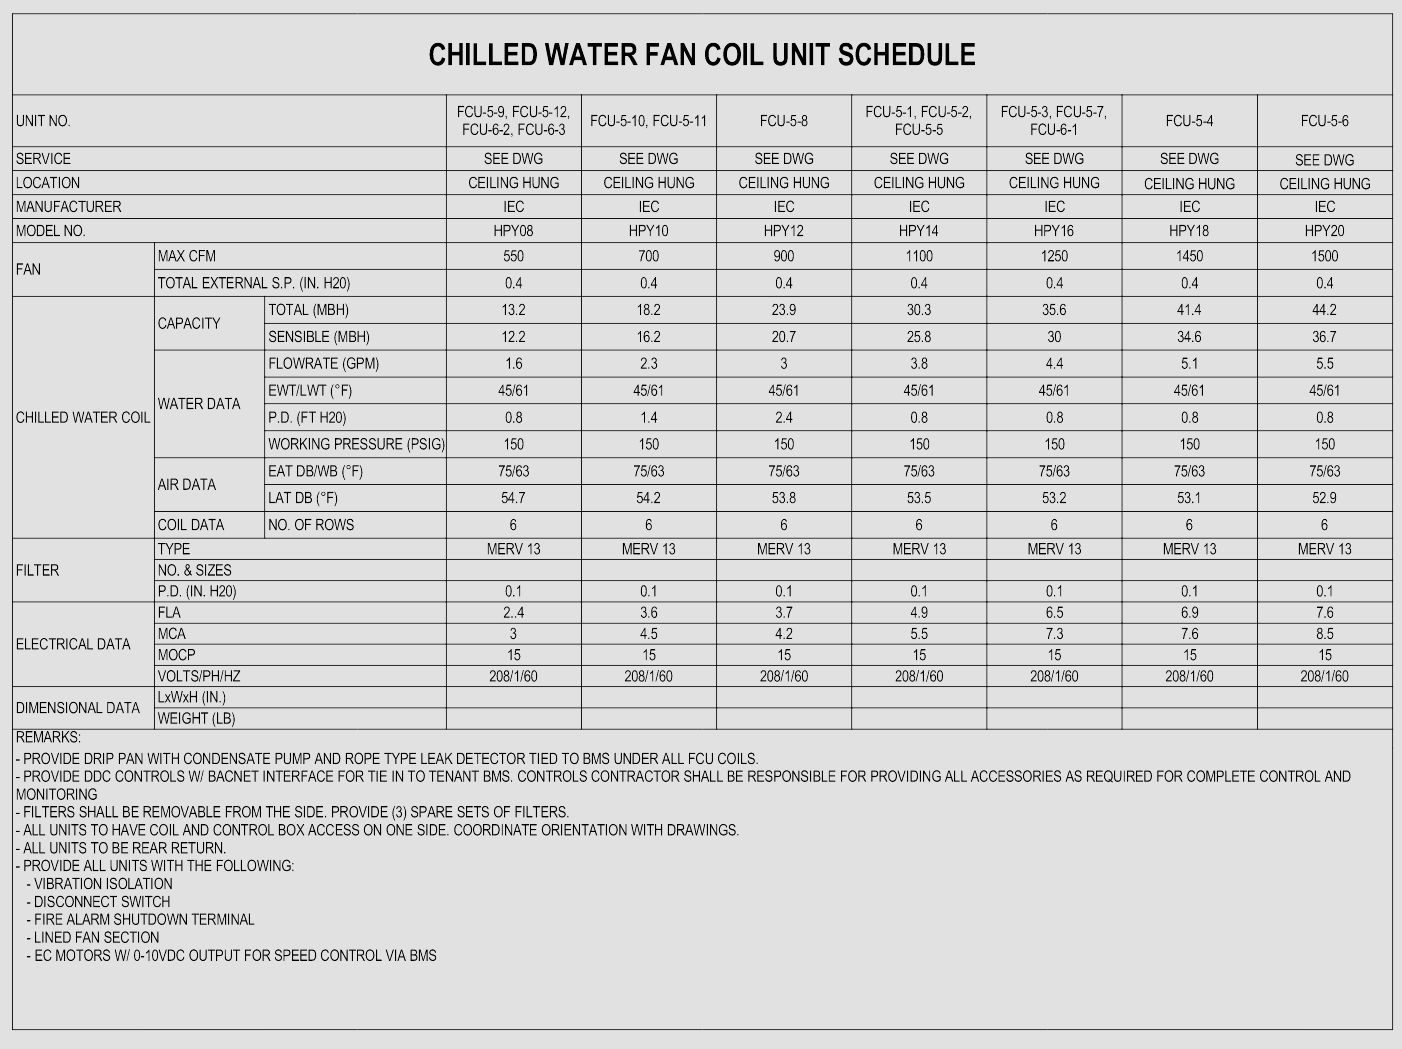 CHILLED WATER FAN COIL UNIT SCHEDULE
UNIT NO. FCU-5-9, FCU-5-12, FCU-6-2, FCU-6-3 FCU-5-10, FCU-5-11 FCU-5-8 FCU-5-1, FCU-5-2, FCU-5-5 FCU-5-3, FCU-5-7, FCU-6-1 FCU-5-4 FCU-5-6
SERVICE SEE DWG SEE DWG SEE DWG SEE DWG SEE DWG SEE DWG SEE DWG
LOCATION CEILING HUNG CEILING HUNG CEILING HUNG CEILING HUNG CEILING HUNG CEILING HUNG CEILING HUNG
MANUFACTURER IEC IEC IEC IEC IEC IEC IEC
MODEL NO. HPY08 HPY10 HPY12 HPY14 HPY16 HPY18 HPY20
FAN
MAX CFM 550 700 900 1100 1250 1450 1500
TOTAL EXTERNAL S.P. (IN. H20) 0.4 0.4 0.4 0.4 0.4 0.4 0.4
CHILLED WATER COIL
CAPACITY
TOTAL (MBH) 13.2 18.2 23.9 30.3 35.6 41.4 44.2
SENSIBLE (MBH) 12.2 16.2 20.7 25.8 30 34.6 36.7
WATER DATA
FLOWRATE (GPM) 1.6 2.3 3 3.8 4.4 5.1 5.5
EWT/LWT (°F) 45/61 45/61 45/61 45/61 45/61 45/61 45/61
P.D. (FT H20) 0.8 1.4 2.4 0.8 0.8 0.8 0.8
WORKING PRESSURE (PSIG) 150 150 150 150 150 150 150
AIR DATA
EAT DB/WB (°F) 75/63 75/63 75/63 75/63 75/63 75/63 75/63
LAT DB (°F) 54.7 54.2 53.8 53.5 53.2 53.1 52.9
COIL DATA NO. OF ROWS 6 6 6 6 6 6 6
FILTER
TYPE MERV 13 MERV 13 MERV 13 MERV 13 MERV 13 MERV 13 MERV 13
NO. & SIZES
P.D. (IN. H20) 0.1 0.1 0.1 0.1 0.1 0.1 0.1
ELECTRICAL DATA
FLA 2..4 3.6 3.7 4.9 6.5 6.9 7.6
MCA 3 4.5 4.2 5.5 7.3 7.6 8.5
MOCP 15 15 15 15 15 15 15
VOLTS/PH/HZ 208/1/60 208/1/60 208/1/60 208/1/60 208/1/60 208/1/60 208/1/60
DIMENSIONAL DATA
LxWxH (IN.)
WEIGHT (LB)
REMARKS:
- PROVIDE DRIP PAN WITH CONDENSATE PUMP AND ROPE TYPE LEAK DETECTOR TIED TO BMS UNDER ALL FCU COILS.
- PROVIDE DDC CONTROLS W/ BACNET INTERFACE FOR TIE IN TO TENANT BMS. CONTROLS CONTRACTOR SHALL BE RESPONSIBLE FOR PROVIDING ALL ACCESSORIES AS REQUIRED FOR COMPLETE CONTROL AND
MONITORING
- FILTERS SHALL BE REMOVABLE FROM THE SIDE. PROVIDE (3) SPARE SETS OF FILTERS.
- ALL UNITS TO HAVE COIL AND CONTROL BOX ACCESS ON ONE SIDE. COORDINATE ORIENTATION WITH DRAWINGS.
- ALL UNITS TO BE REAR RETURN.
- PROVIDE ALL UNITS WITH THE FOLLOWING:
- VIBRATION ISOLATION
- DISCONNECT SWITCH
- FIRE ALARM SHUTDOWN TERMINAL
- LINED FAN SECTION
- EC MOTORS W/ 0-10VDC OUTPUT FOR SPEED CONTROL VIA BMS